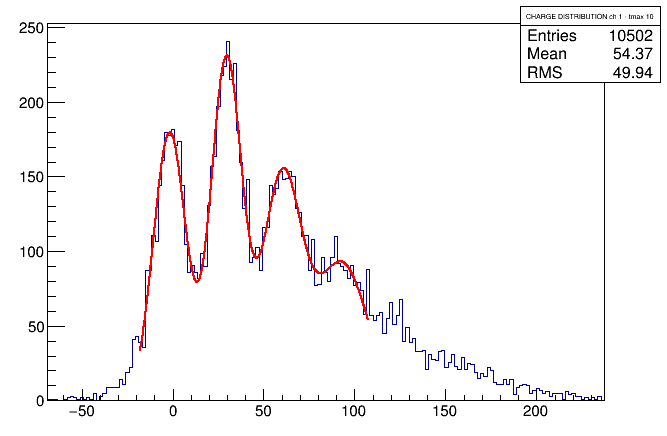 CHARGE DISTRIBUTION ch 1 - tmax 10
Entries 10502
Mean 54.37
RMS 49.94
250
200
150
100
50
0
−50 0 50 100 150 200